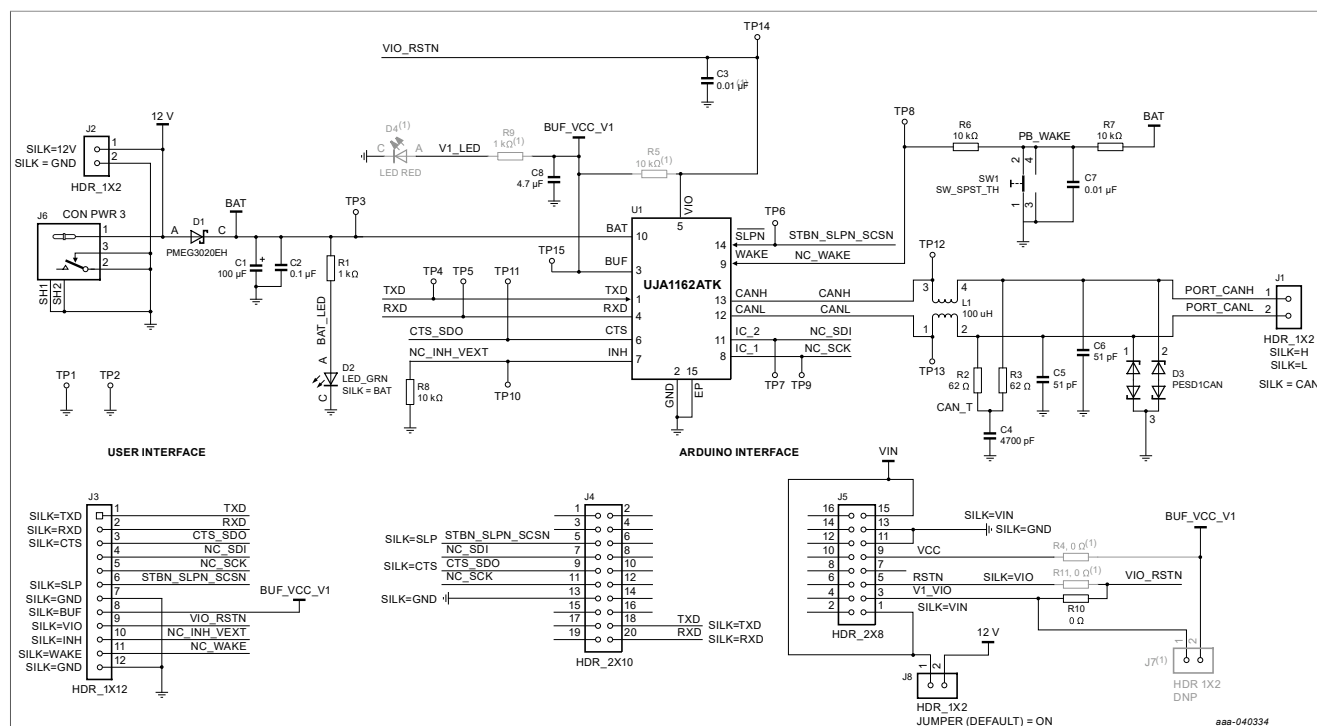 TP14
VIO_RSTN
C3
0.01 µF(1)
12 V
J2
SILK=12V
1
SILK = GND
2
HDR_1X2
D4(1)
C
A
LED RED
V1_LED
R9
1 kΩ(1)
BUF_VCC_V1
C8
4.7 µF
R5
10 kΩ(1)
TP8
R6
10 kΩ
PB_WAKE
R7
10 kΩ
BAT
2
4
SW1
SW_SPST_TH
1
3
C7
0.01 µF
J6
CON PWR 3
1
3
2
SH1
SH2
A
D1
C
PMEG3020EH
BAT
TP3
C1
100 µF
+
C2
0.1 µF
R1
1 kΩ
BAT_LED
A
D2
LED_GRN
SILK = BAT
C
TP1
TP2
TP15
TP4
TP5
TP11
TXD
RXD
CTS_SDO
NC_INH_VEXT
R8
10 kΩ
TP10
U1
VIO
5
BAT
10
BUF
3
UJA1162ATK
TXD
1
RXD
4
CTS
6
INH
7
2
15
GND
EP
SLPN
14
WAKE
9
CANH
13
CANL
12
IC_2
11
IC_1
8
TP6
STBN_SLPN_SCSN
NC_WAKE
CANH
CANL
NC_SDI
NC_SCK
TP7
TP9
TP12
3
4
L1
100 uH
1
2
TP13
R2
62 Ω
R3
62 Ω
CAN_T
C4
4700 pF
C5
51 pF
C6
51 pF
1
2
D3
PESD1CAN
3
PORT_CANH
PORT_CANL
J1
1
2
HDR_1X2
SILK=H
SILK=L
SILK = CAN
USER INTERFACE
ARDUINO INTERFACE
J3
SILK=TXD
1
TXD
SILK=RXD
2
RXD
SILK=CTS
3
CTS_SDO
4
NC_SDI
5
NC_SCK
SILK=SLP
6
STBN_SLPN_SCSN
SILK=GND
7
SILK=BUF
8
BUF_VCC_V1
SILK=VIO
9
VIO_RSTN
SILK=INH
10
NC_INH_VEXT
SILK=WAKE
11
NC_WAKE
SILK=GND
12
HDR_1X12
J4
1
2
3
4
SILK=SLP
STBN_SLPN_SCSN
5
6
NC_SDI
7
8
SILK=CTS
CTS_SDO
9
10
NC_SCK
11
12
SILK=GND
13
14
15
16
17
18
TXD
SILK=TXD
19
20
RXD
SILK=RXD
HDR_2X10
VIN
J5
16
15
SILK=VIN
14
13
SILK=GND
12
11
10
9
VCC
R4, 0 Ω(1)
BUF_VCC_V1
8
7
6
5
RSTN
SILK=VIO
R11, 0 Ω(1)
VIO_RSTN
4
3
V1_VIO
R10
0 Ω
2
1
SILK=VIN
HDR_2X8
12 V
J8
1
2
HDR_1X2
JUMPER (DEFAULT) = ON
1
2
J7(1)
HDR 1X2
DNP
aaa-040334